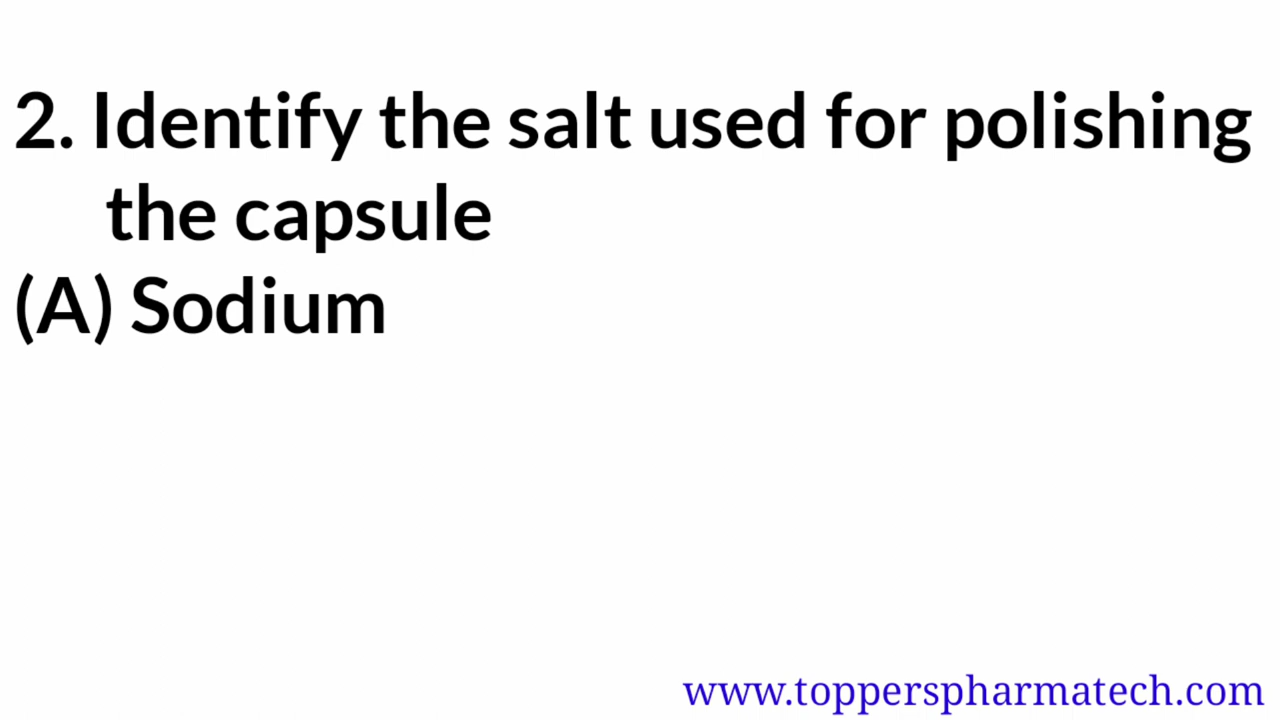 2. Identify the salt used for polishing
the capsule
(A) Sodium
www.topperspharmatech.com